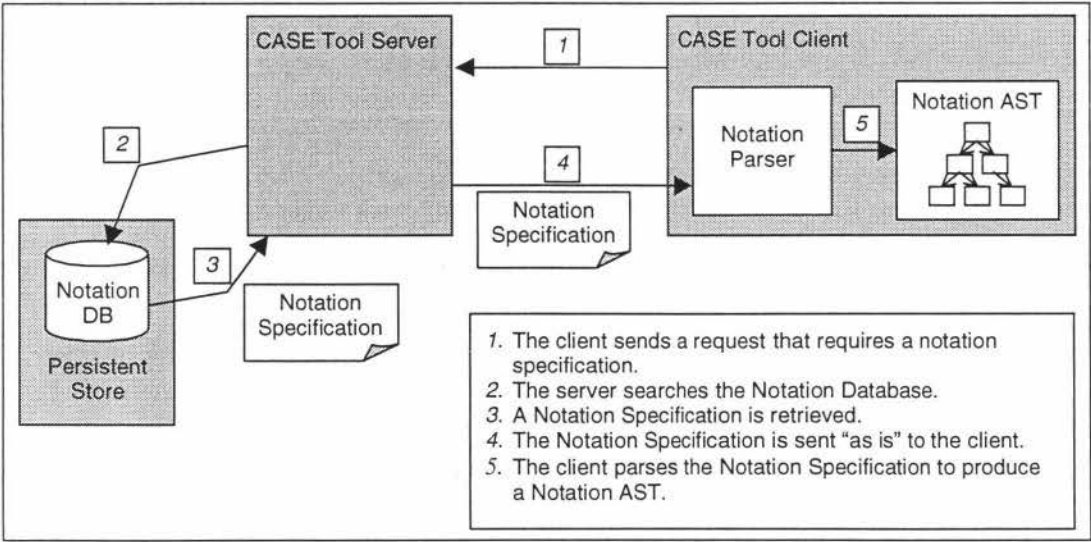 CASE Tool Server
1
CASE Tool Client
2
4
Notation
Parser
5
Notation AST
Notation
Specification
3
Notation
DB
Persistent
Store
Notation
Specification
1. The client sends a request that requires a notation
specification.
2. The server searches the Notation Database.
3. A Notation Specification is retrieved.
4. The Notation Specification is sent “as is” to the client.
5. The client parses the Notation Specification to produce
a Notation AST.